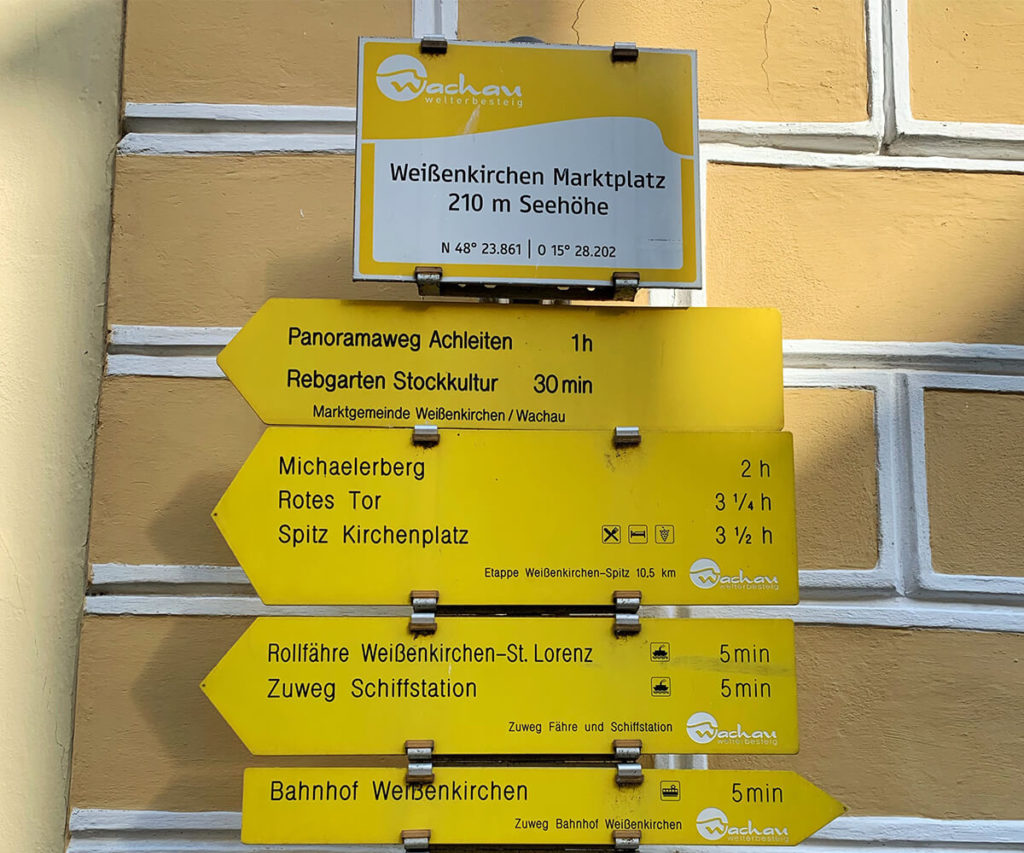 Wachau
welterbesteig
Weißenkirchen Marktplatz
210 m Seehöhe
N 48° 23.861 | O 15° 28.202
Panoramaweg Achleiten 1h
Rebgarten Stockkultur 30 min
Marktgemeinde Weißenkirchen / Wachau
Michaelerberg 2 h
Rotes Tor 3 ¼ h
Spitz Kirchenplatz 3 ½ h
Etappe Weißenkirchen–Spitz 10,5 km
Wachau
welterbesteig
Rollfähre Weißenkirchen–St. Lorenz 5 min
Zuweg Schiffstation 5 min
Zuweg Fähre und Schiffstation
Wachau
welterbesteig
Bahnhof Weißenkirchen 5 min
Zuweg Bahnhof Weißenkirchen
Wachau
welterbesteig